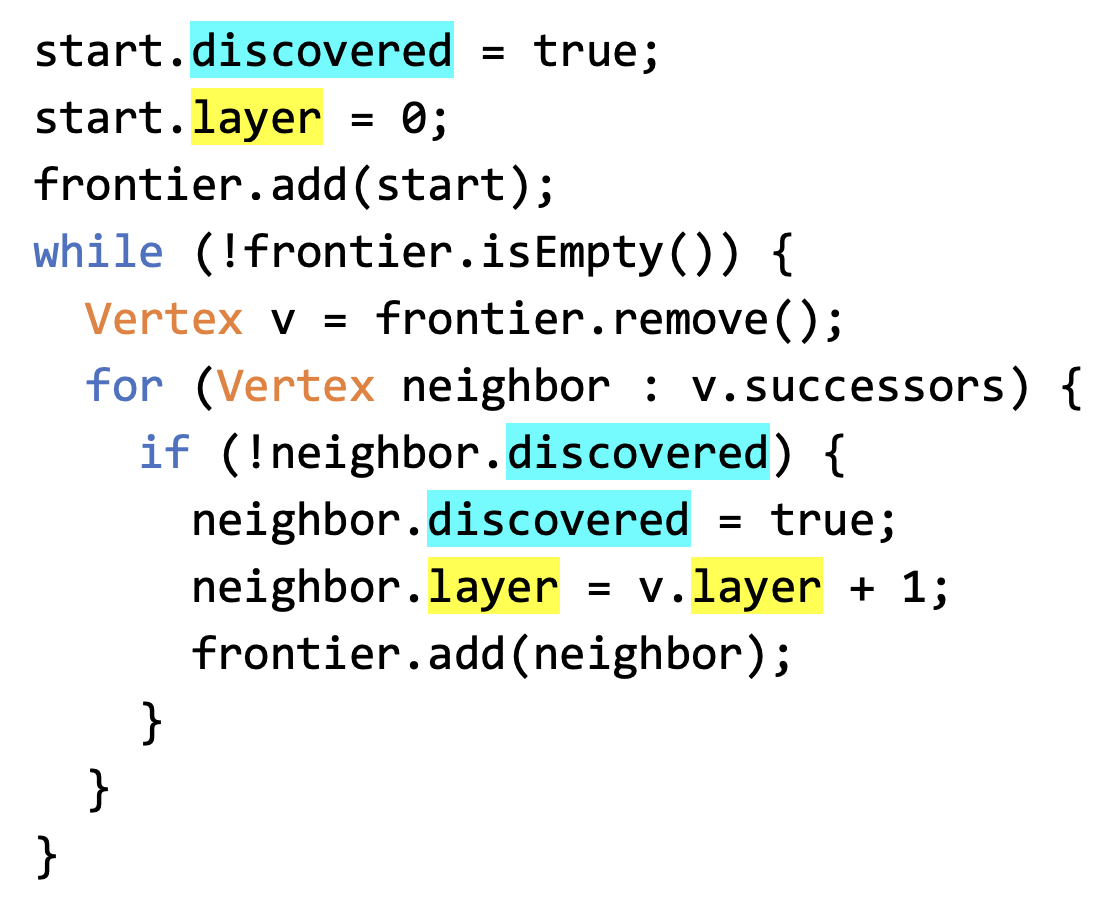 start.discovered = true;
start.layer = 0;
frontier.add(start);
while (!frontier.isEmpty()) {
  Vertex v = frontier.remove();
  for (Vertex neighbor : v.successors) {
    if (!neighbor.discovered) {
      neighbor.discovered = true;
      neighbor.layer = v.layer + 1;
      frontier.add(neighbor);
    }
  }
}